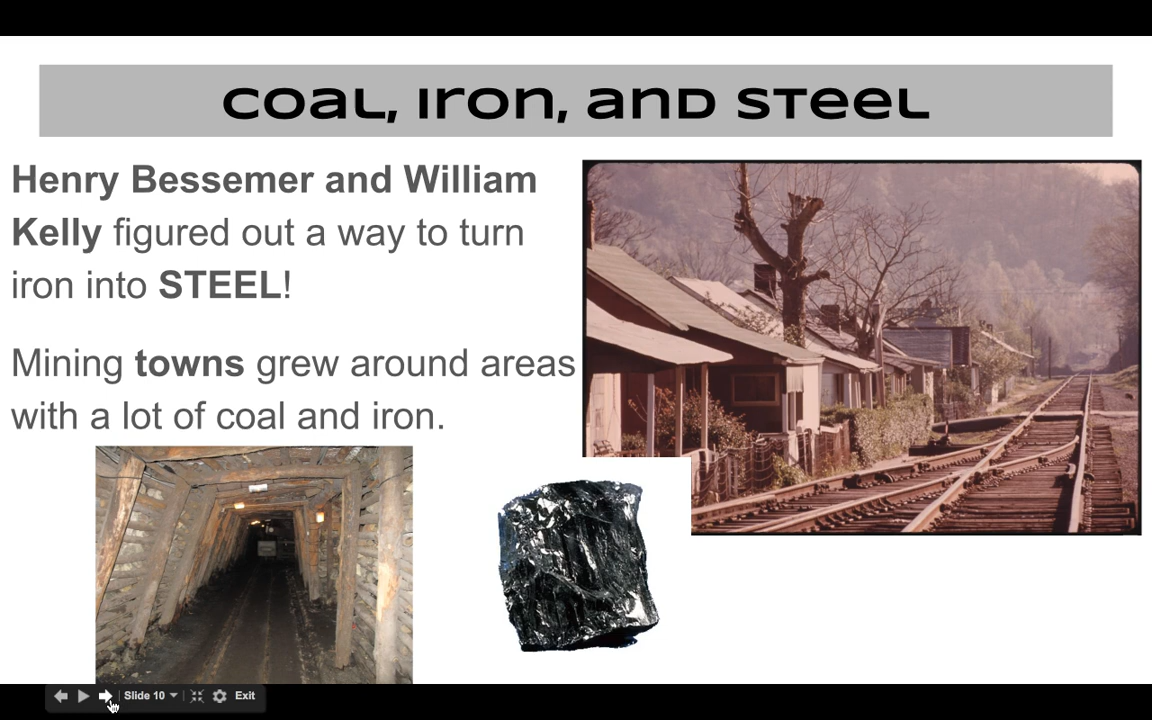 Coal, Iron, and Steel
Henry Bessemer and William
Kelly figured out a way to turn
iron into STEEL!
Mining towns grew around areas
with a lot of coal and iron.
Slide 10
Exit